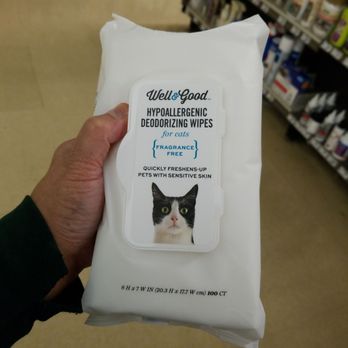 Well&Good
HYPOALLERGENIC
DEODORIZING WIPES
for cats
{FRAGRANCE
FREE}
QUICKLY FRESHENS-UP
PETS WITH SENSITIVE SKIN
8 H x 7 W IN (20.3 H x 17.7 W cm) 100 CT